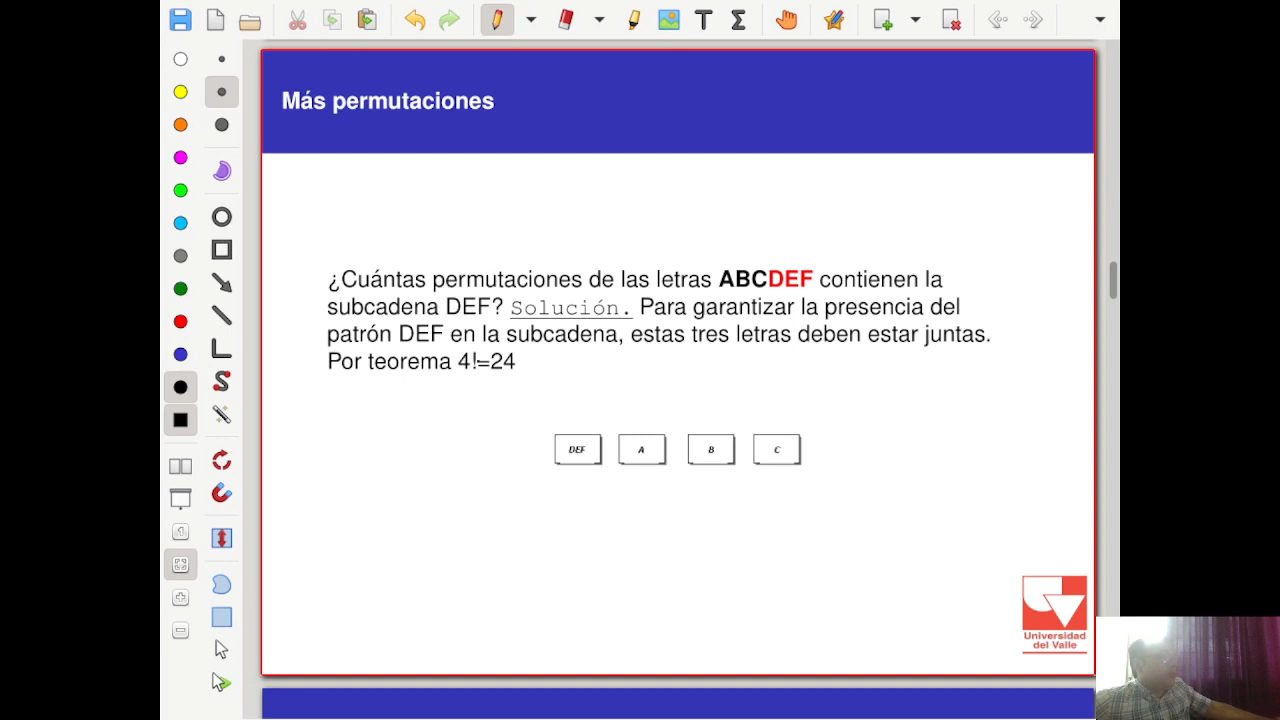 Más permutaciones
¿Cuántas permutaciones de las letras ABCDEF contienen la
subcadena DEF? Solución. Para garantizar la presencia del
patrón DEF en la subcadena, estas tres letras deben estar juntas.
Por teorema 4!=24
DEF A B C
Universidad
del Valle